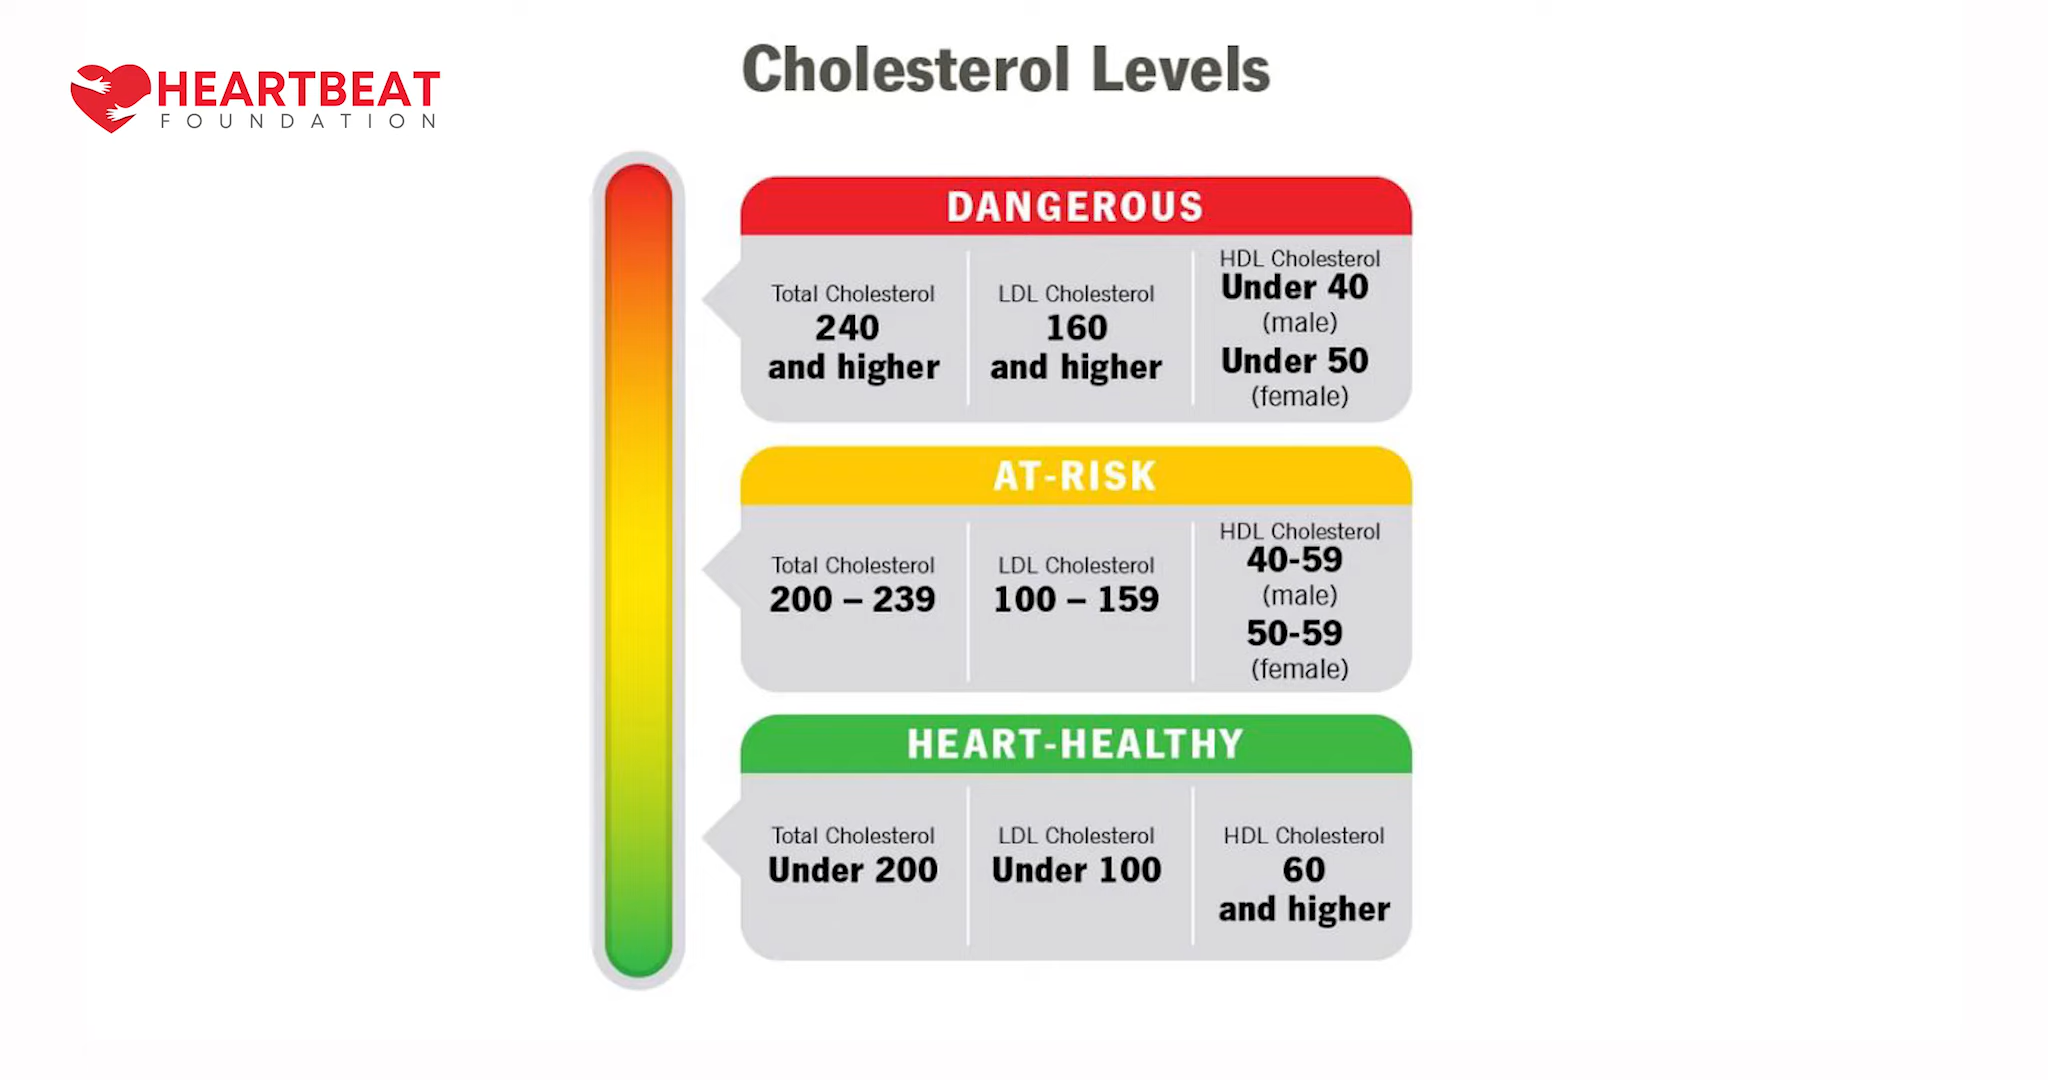 HEARTBEAT
FOUNDATION
Cholesterol Levels
DANGEROUS
Total Cholesterol
240
and higher
LDL Cholesterol
160
and higher
HDL Cholesterol
Under 40
(male)
Under 50
(female)
AT-RISK
Total Cholesterol
200 – 239
LDL Cholesterol
100 – 159
HDL Cholesterol
40-59
(male)
50-59
(female)
HEART-HEALTHY
Total Cholesterol
Under 200
LDL Cholesterol
Under 100
HDL Cholesterol
60
and higher